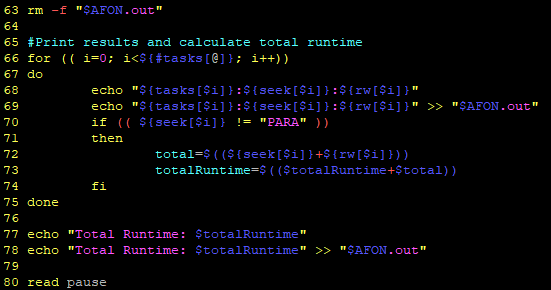 63 rm -f "$AFON.out"
64
65 #Print results and calculate total runtime
66 for (( i=0; i<${#tasks[@]}; i++))
67 do
68         echo "${tasks[$i]}:${seek[$i]}:${rw[$i]}"
69         echo "${tasks[$i]}:${seek[$i]}:${rw[$i]}" >> "$AFON.out"
70         if (( ${seek[$i]} != "PARA" ))
71         then
72                 total=$((${seek[$i]}+${rw[$i]}))
73                 totalRuntime=$(($totalRuntime+$total))
74         fi
75 done
76
77 echo "Total Runtime: $totalRuntime"
78 echo "Total Runtime: $totalRuntime" >> "$AFON.out"
79
80 read pause